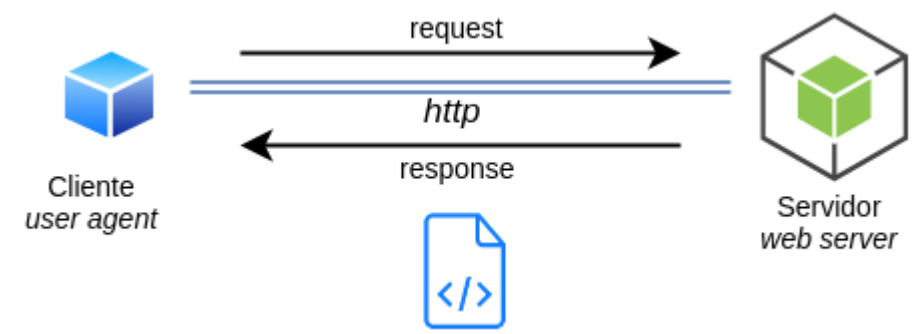 request
http
response
Cliente
user agent
Servidor
web server
</>